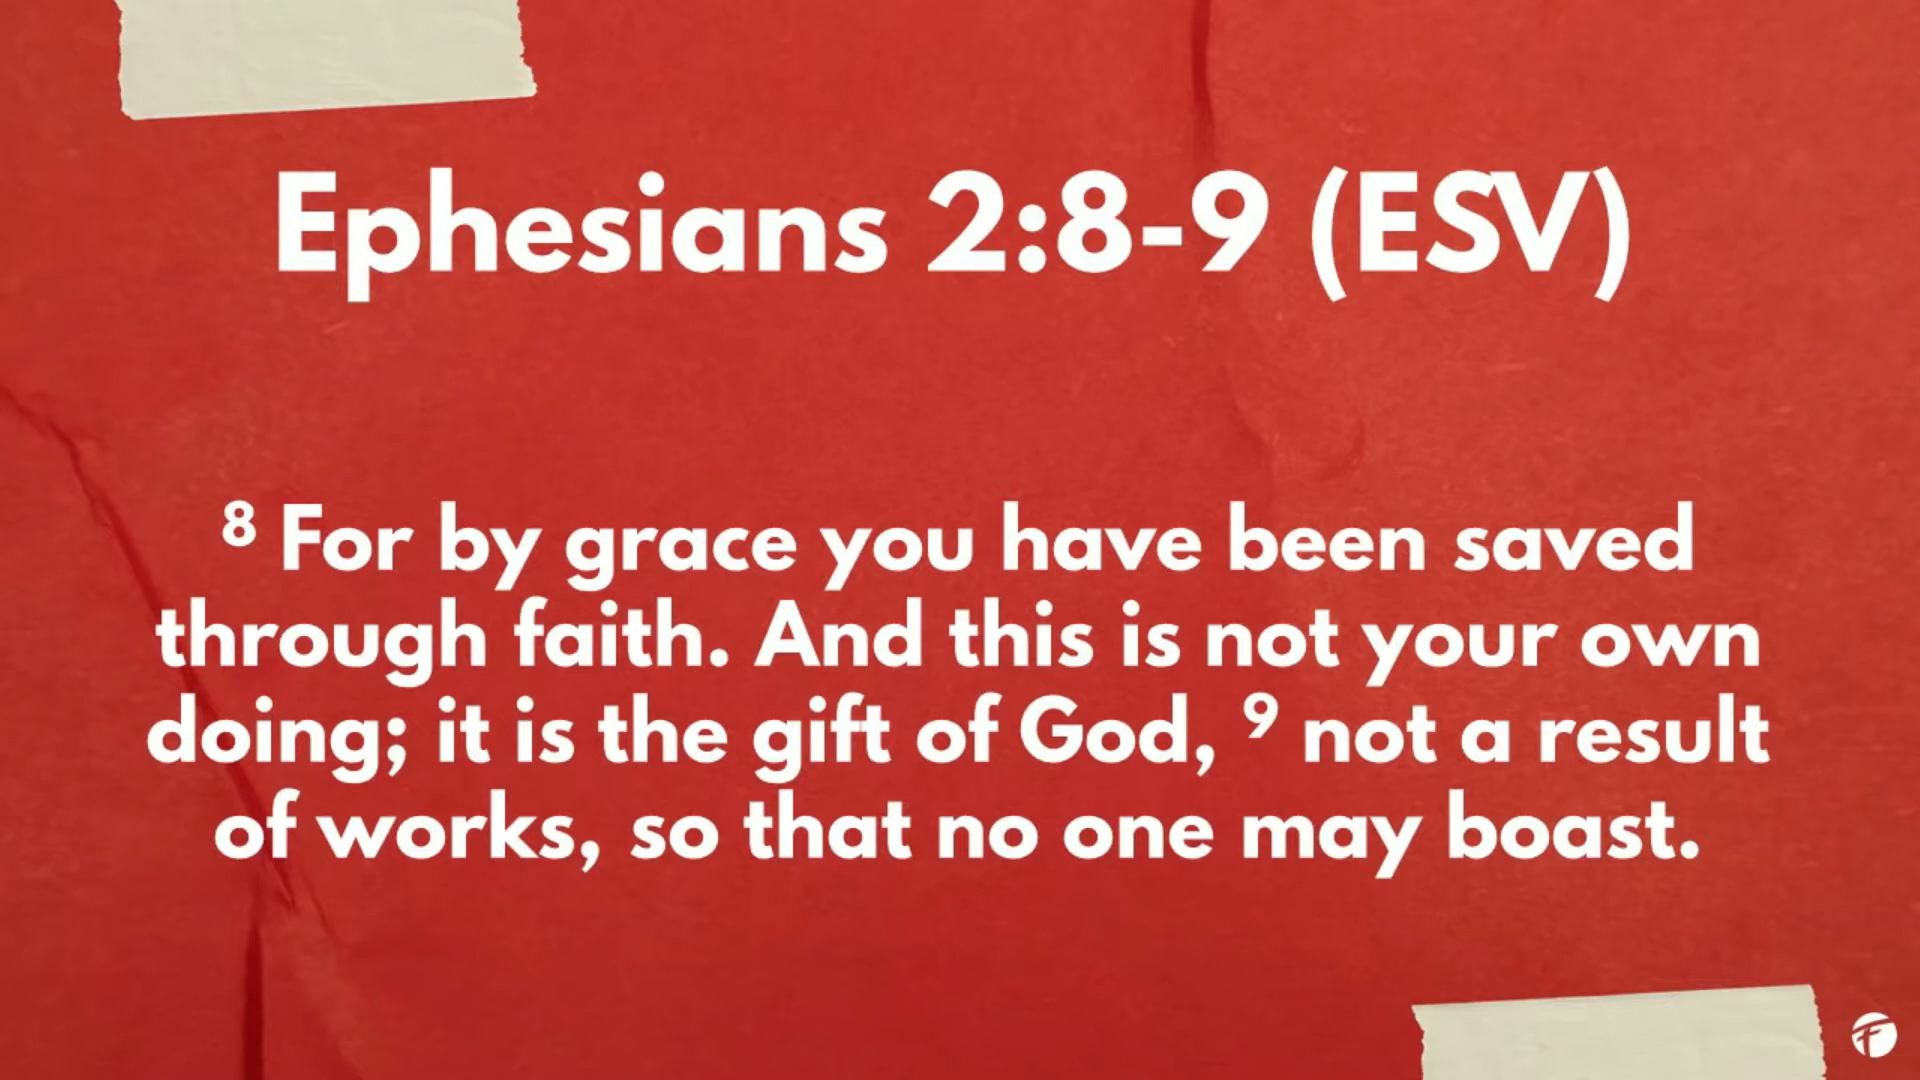 Ephesians 2:8-9 (ESV)
⁸ For by grace you have been saved
through faith. And this is not your own
doing; it is the gift of God, ⁹ not a result
of works, so that no one may boast.